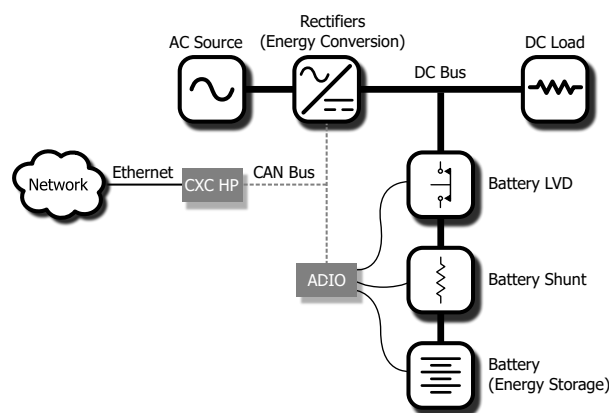 Rectifiers
(Energy Conversion)
AC Source
DC Load
DC Bus
Ethernet
CAN Bus
Network
CXC HP
Battery LVD
ADIO
Battery Shunt
Battery
(Energy Storage)